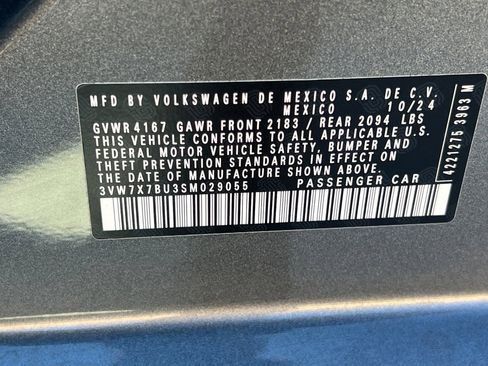 MFD BY VOLKSWAGEN DE MEXICO S.A. DE C.V.
MEXICO 10/24
GVWR 4167 GAWR FRONT 2183 / REAR 2094 LBS
THIS VEHICLE CONFORMS TO ALL APPLICABLE U.S.
FEDERAL MOTOR VEHICLE SAFETY, BUMPER AND
THEFT PREVENTION STANDARDS IN EFFECT ON
THE DATE OF MANUFACTURE SHOWN ABOVE.
3VW7X7BU3SM029055 PASSENGER CAR
4221275 3963 M